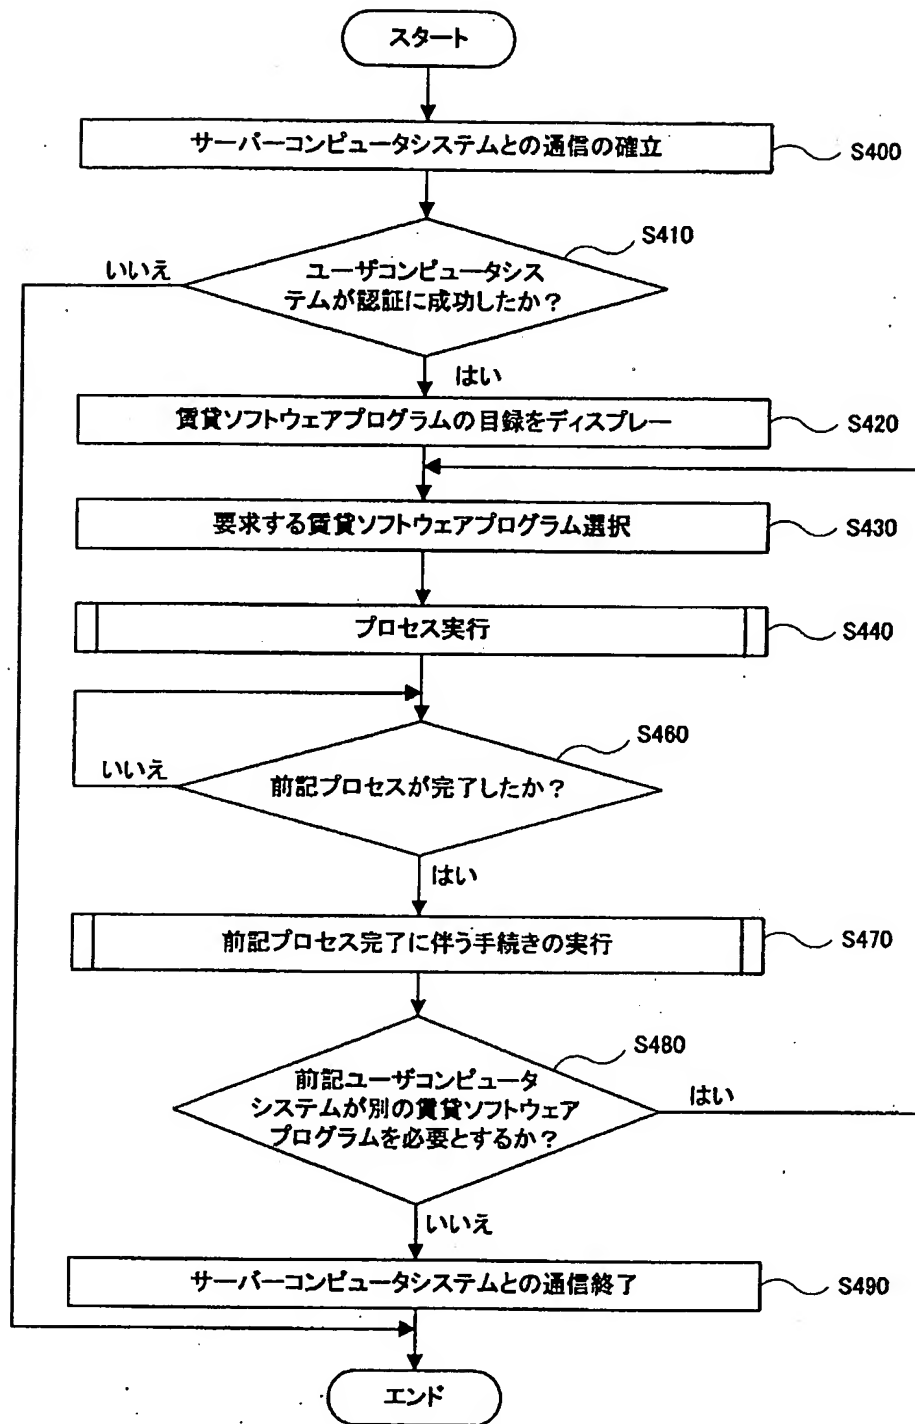 スタート
サーバーコンピュータシステムとの通信の確立
S400
S410
いいえ
ユーザコンピュータシス
テムが認証に成功したか?
はい
賃貸ソフトウェアプログラムの目録をディスプレー
S420
要求する賃貸ソフトウェアプログラム選択
S430
プロセス実行
S440
S460
いいえ
前記プロセスが完了したか?
はい
前記プロセス完了に伴う手続きの実行
S470
S480
前記ユーザコンピュータ
システムが別の賃貸ソフトウェア
プログラムを必要とするか?
はい
いいえ
サーバーコンピュータシステムとの通信終了
S490
エンド